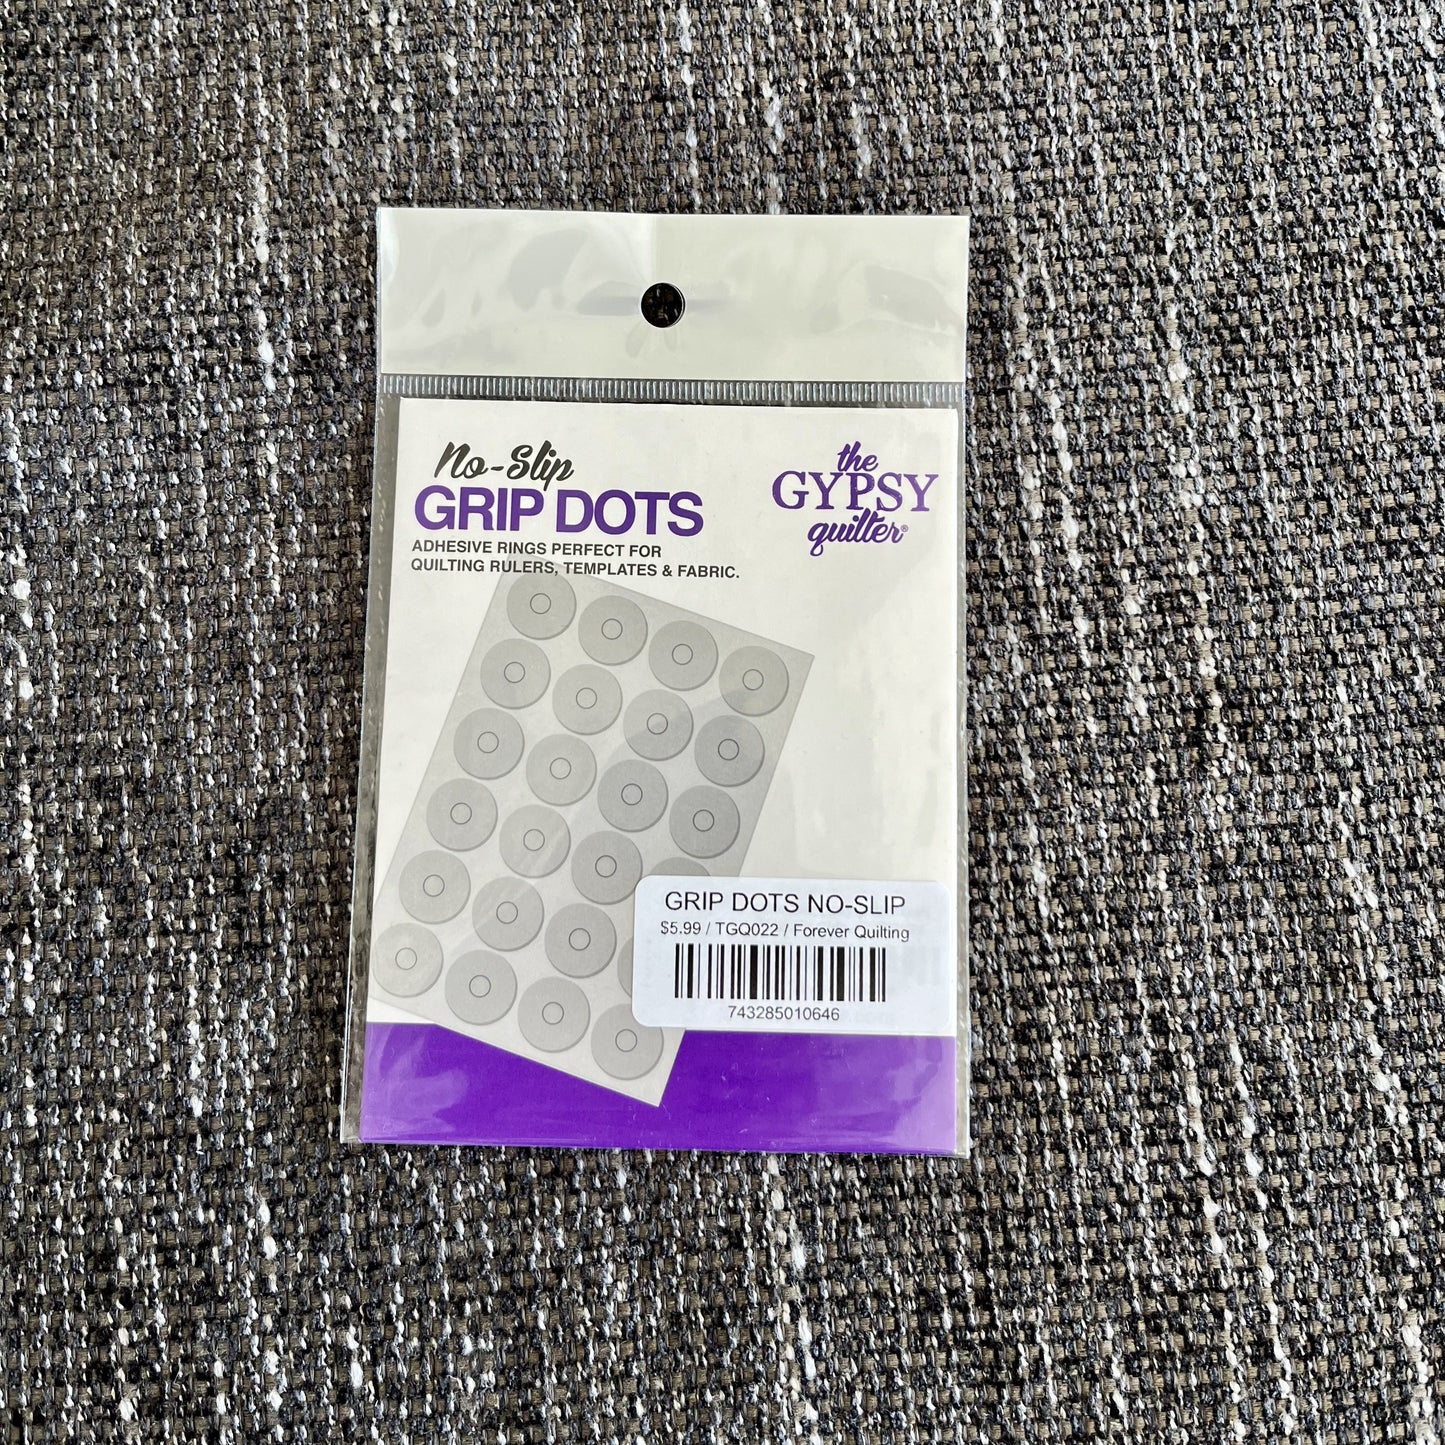 No-Slip
GRIP DOTS
ADHESIVE RINGS PERFECT FOR
QUILTING RULERS, TEMPLATES & FABRIC.
the
GYPSY
quilter®
GRIP DOTS NO-SLIP
$5.99 / TGQ022 / Forever Quilting
743285010646